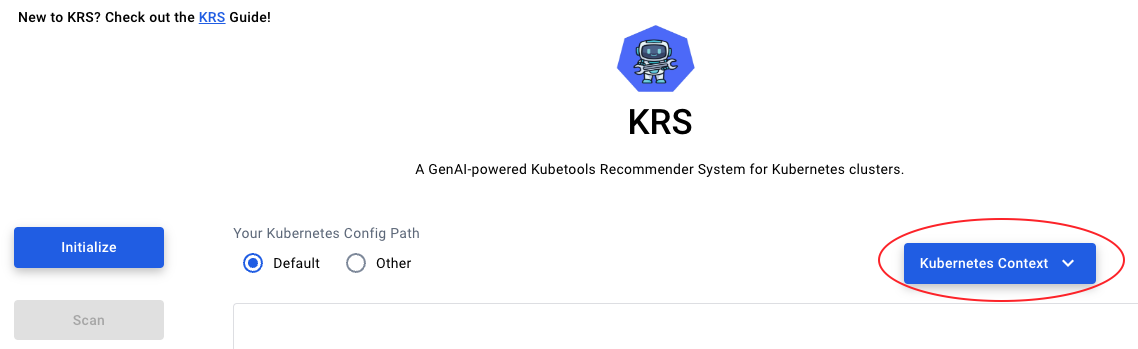 New to KRS? Check out the KRS Guide!
KRS
A GenAI-powered Kubetools Recommender System for Kubernetes clusters.
Initialize
Your Kubernetes Config Path
Default
Other
Kubernetes Context
Scan